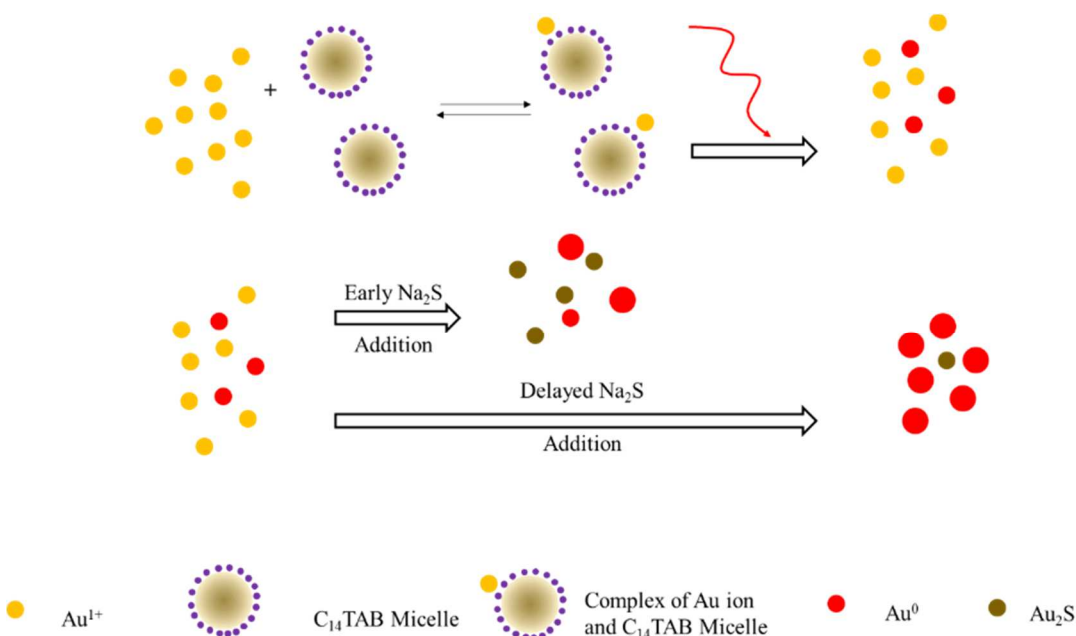 +
Early Na₂S
Addition
Delayed Na₂S
Addition
Au¹⁺
C₁₄TAB Micelle
Complex of Au ion
and C₁₄TAB Micelle
Au⁰
Au₂S